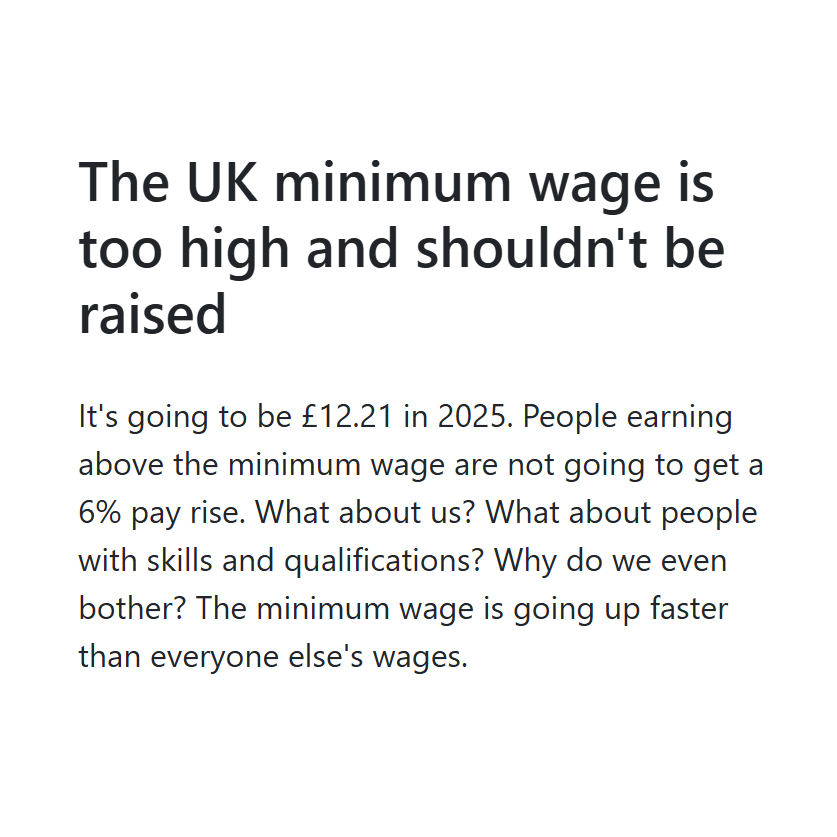 The UK minimum wage is
too high and shouldn't be
raised
It's going to be £12.21 in 2025. People earning
above the minimum wage are not going to get a
6% pay rise. What about us? What about people
with skills and qualifications? Why do we even
bother? The minimum wage is going up faster
than everyone else's wages.